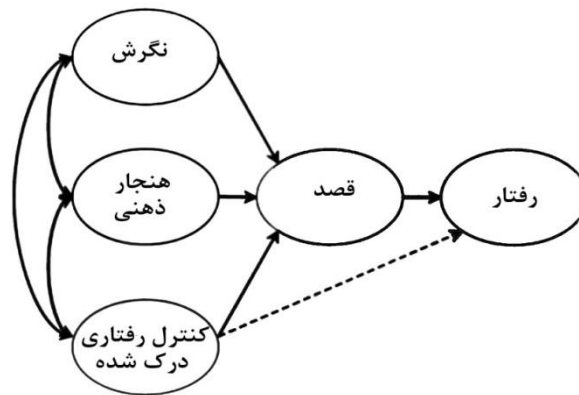 نگرش
هنجار
ذهنی
قصد
رفتار
کنترل رفتاری
درک شده